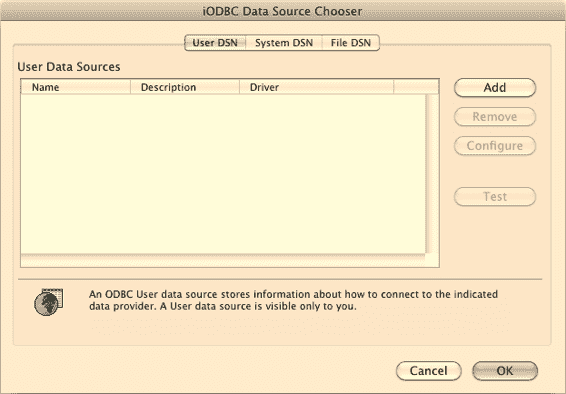 iODBC Data Source Chooser
User DSN System DSN File DSN
User Data Sources
Name Description Driver
Add
Remove
Configure
Test
An ODBC User data source stores information about how to connect to the indicated
data provider. A User data source is visible only to you.
Cancel OK